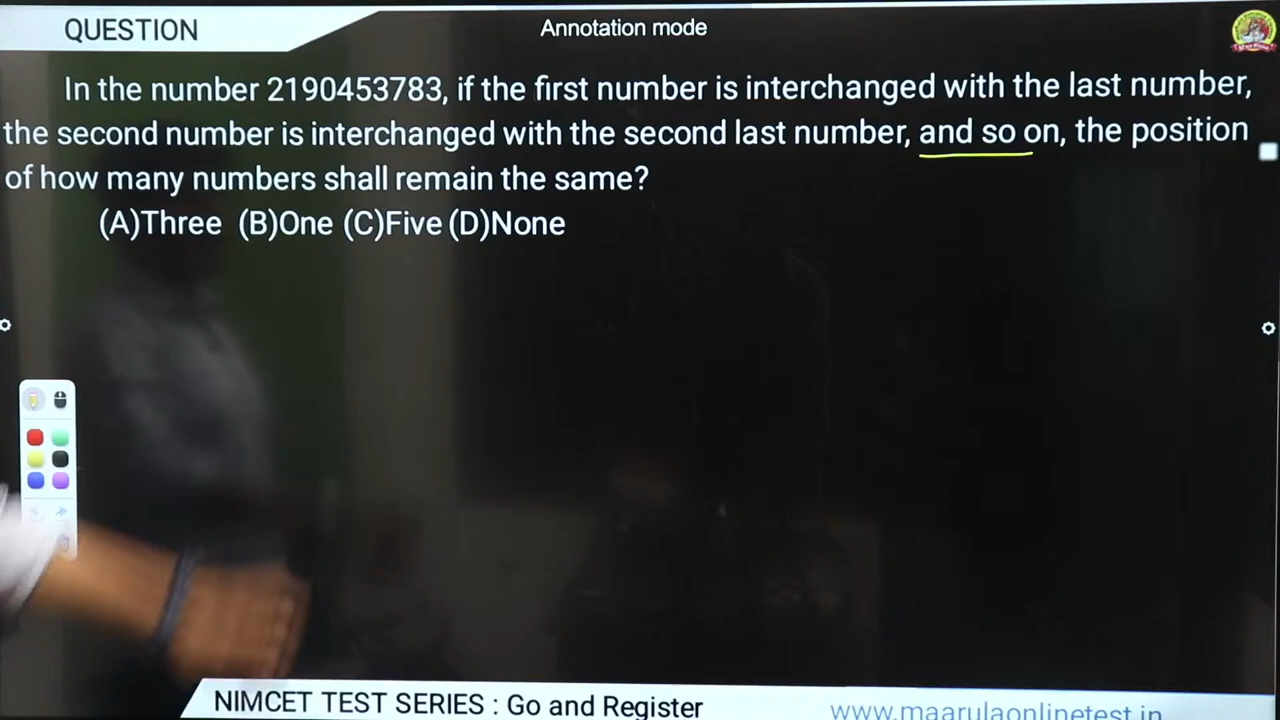 QUESTION
Annotation mode
In the number 2190453783, if the first number is interchanged with the last number,
the second number is interchanged with the second last number, and so on, the position
of how many numbers shall remain the same?
(A)Three (B)One (C)Five (D)None
NIMCET TEST SERIES : Go and Register
www.maarulaonlinetest.in